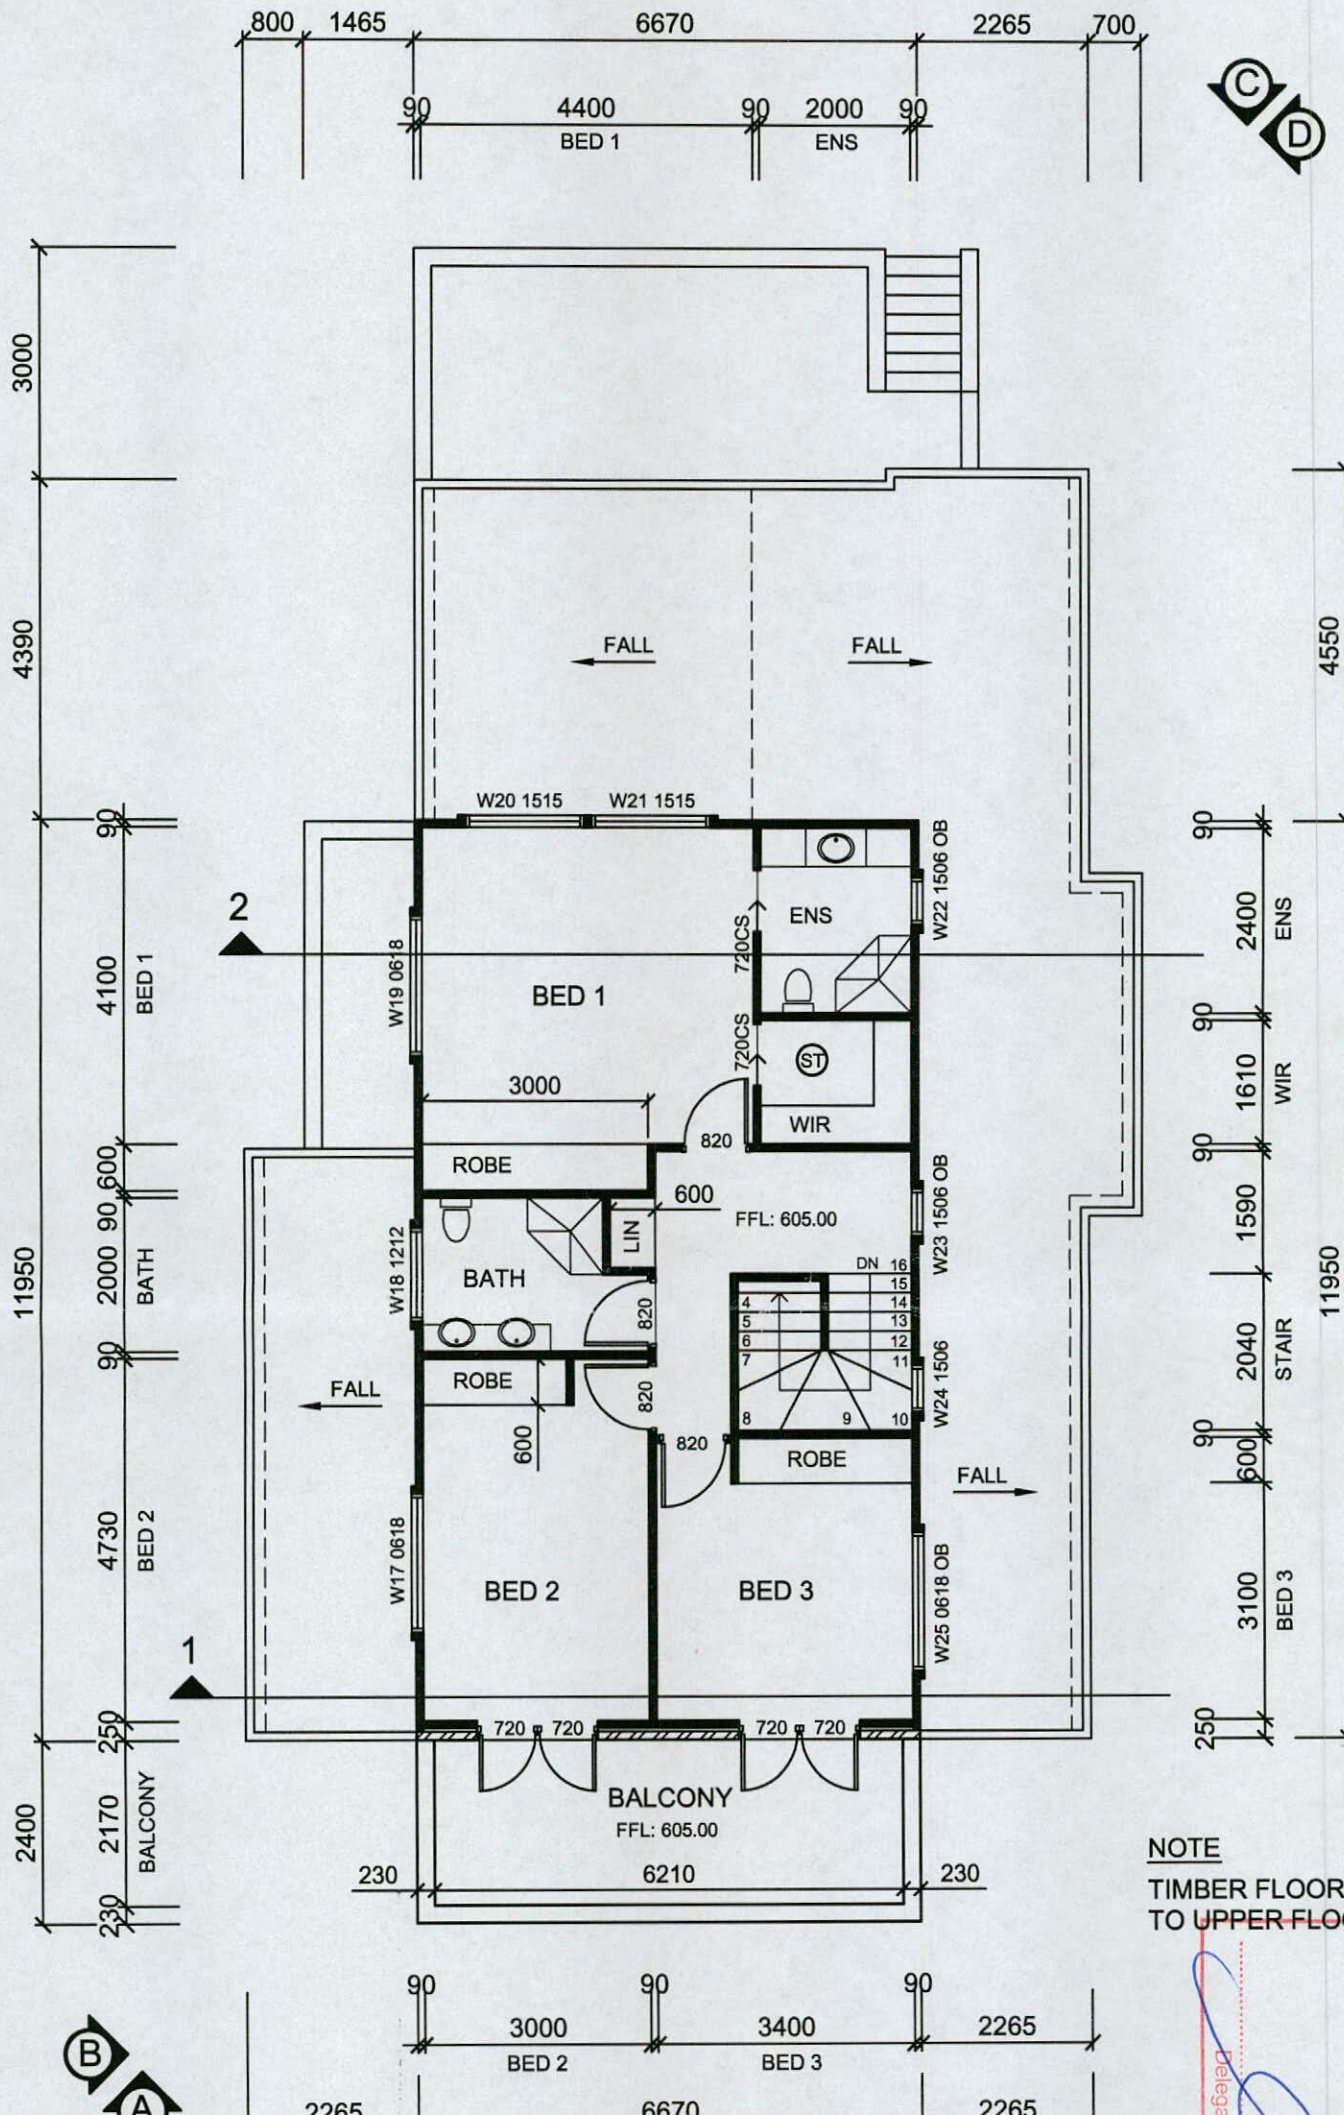 800 1465 6670 2265 700
90 4400 90 2000 90
BED 1 ENS
C
D
3000
4390
4550
FALL FALL
W20 1515 W21 1515
90
90
W22 1506 OB
ENS
2400
ENS
2
4100
BED 1
W19 0618
720CS
BED 1
90
720CS
ST
1610
WIR
3000
WIR
820
90
600
ROBE
600
LIN
FFL: 605.00
W23 1506 OB
1590
90
11950
11950
2000
BATH
W18 1212
BATH
820
DN 16
15
4 14
5 13
6 12
7 11
8 9 10
W24 1506
2040
STAIR
90
ROBE
820
FALL
600
820
ROBE
90
600
FALL
4730
BED 2
W17 0618
BED 2
BED 3
W25 0618 OB
3100
BED 3
1
250
720 720 720 720
250
BALCONY
FFL: 605.00
2400
2170
BALCONY
230 6210 230
230
NOTE
TIMBER FLOOR
TO UPPER FLOO
90 90 90
3000 3400 2265
BED 2 BED 3
B
A
Delega
2265 6670 2265